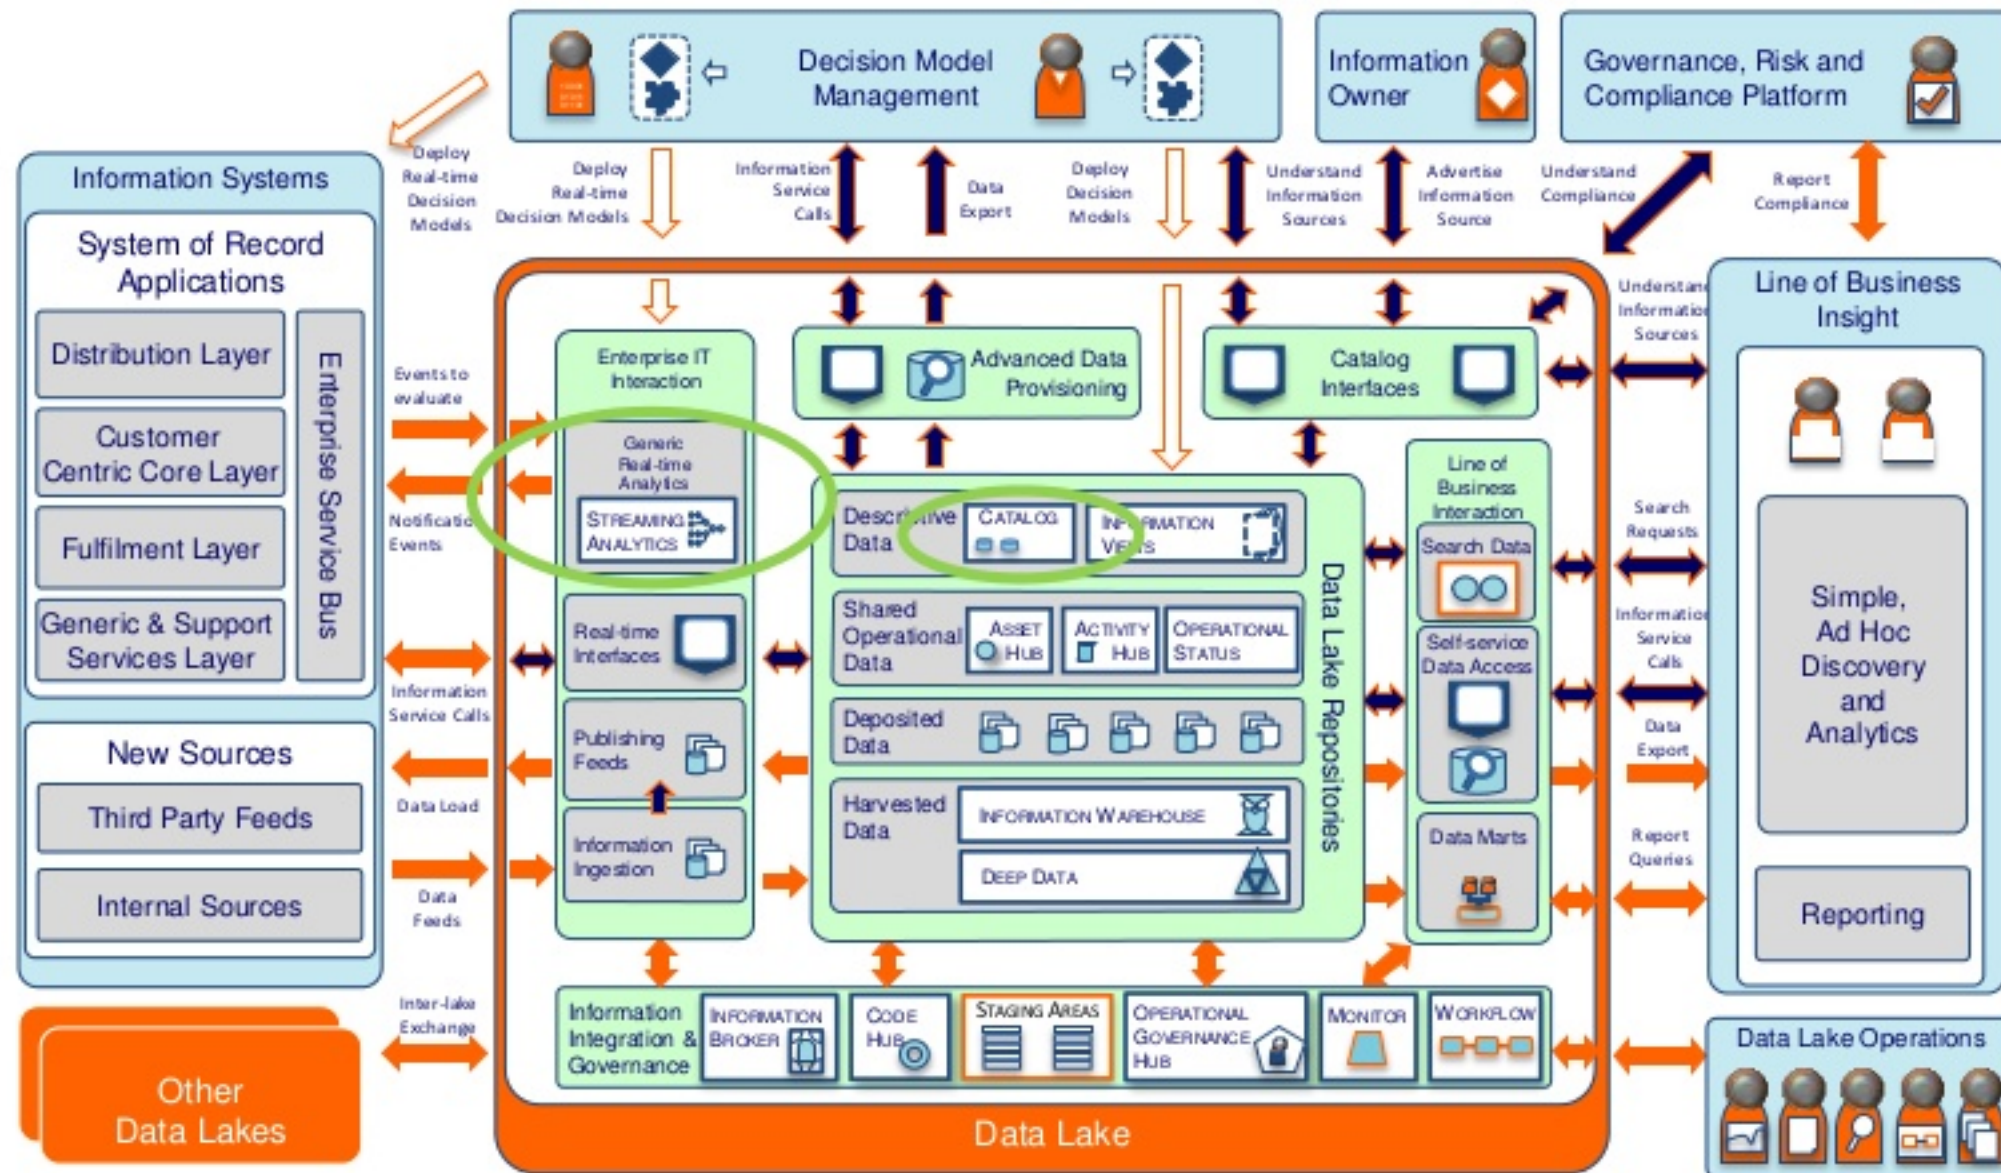 Decision Model
Management
Information
Owner
Governance, Risk and
Compliance Platform
Deploy
Real-time
Decision
Models
Deploy
Real-time
Decision Models
Information
Service
Calls
Data
Export
Deploy
Decision
Models
Understand
Information
Sources
Advertise
Information
Source
Understand
Compliance
Report
Compliance
Information Systems
System of Record
Applications
Distribution Layer
Customer
Centric Core Layer
Fulfilment Layer
Generic & Support
Services Layer
Enterprise Service Bus
New Sources
Third Party Feeds
Internal Sources
Other
Data Lakes
Events to
evaluate
Notification
Events
Information
Service Calls
Data Load
Data
Feeds
Inter-lake
Exchange
Enterprise IT
Interaction
Generic
Real-time
Analytics
STREAMING
ANALYTICS
Real-time
Interfaces
Publishing
Feeds
Information
Ingestion
Advanced Data
Provisioning
Catalog
Interfaces
Descriptive
Data
CATALOG
INFORMATION
VIEWS
Shared
Operational
Data
ASSET
HUB
ACTIVITY
HUB
OPERATIONAL
STATUS
Deposited
Data
Harvested
Data
INFORMATION WAREHOUSE
DEEP DATA
Data Lake Repositories
Line of
Business
Interaction
Search Data
Self-service
Data Access
Data Marts
Information
Integration &
Governance
INFORMATION
BROKER
CODE
HUB
STAGING AREAS
OPERATIONAL
GOVERNANCE
HUB
MONITOR
WORKFLOW
Data Lake
Understand
Information
Sources
Search
Requests
Information
Service
Calls
Data
Export
Report
Queries
Line of Business
Insight
Simple,
Ad Hoc
Discovery
and
Analytics
Reporting
Data Lake Operations